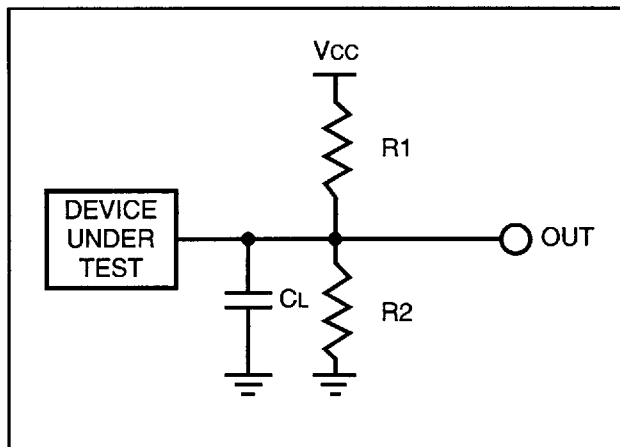 VCC
R1
DEVICE
UNDER
TEST
OUT
CL
R2